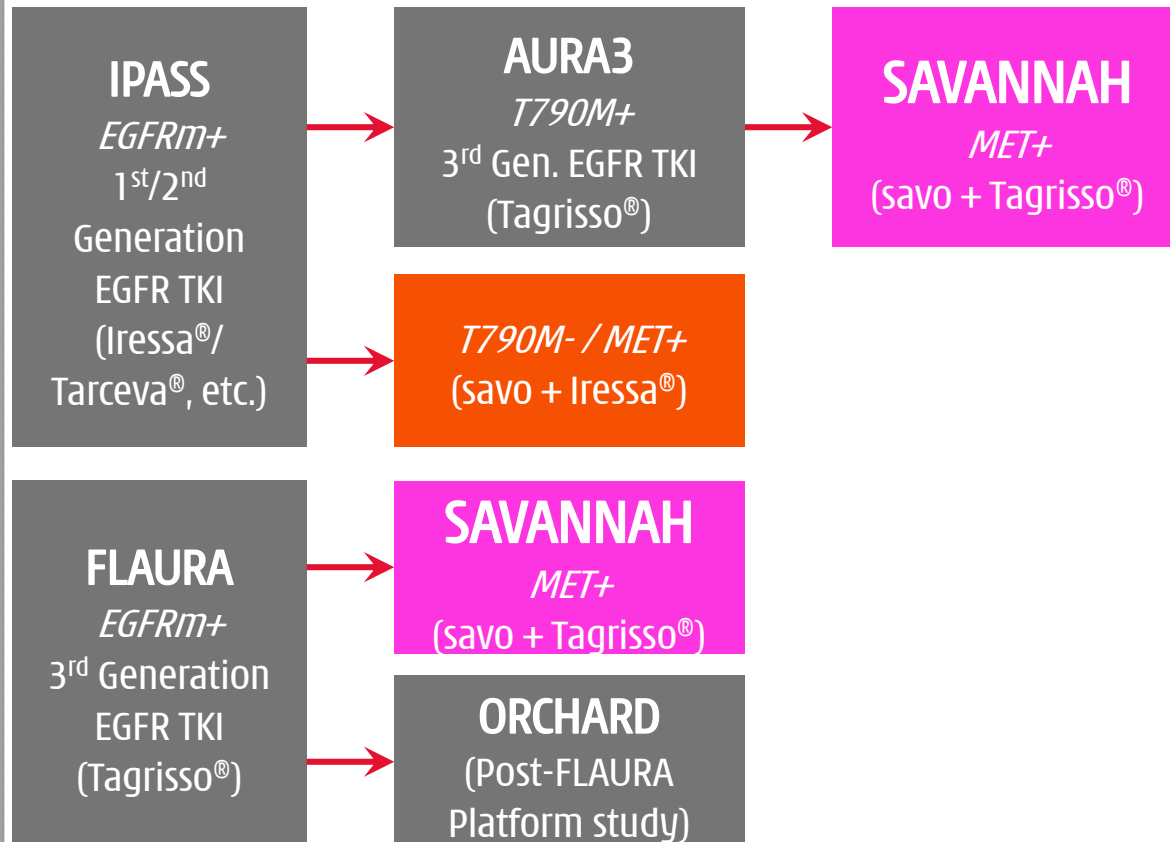 IPASS
EGFRm+
1st/2nd
Generation
EGFR TKI
(Iressa®/
Tarceva®, etc.)
AURA3
T790M+
3rd Gen. EGFR TKI
(Tagrisso®)
SAVANNAH
MET+
(savo + Tagrisso®)
T790M- / MET+
(savo + Iressa®)
FLAURA
EGFRm+
3rd Generation
EGFR TKI
(Tagrisso®)
SAVANNAH
MET+
(savo + Tagrisso®)
ORCHARD
(Post-FLAURA
Platform study)